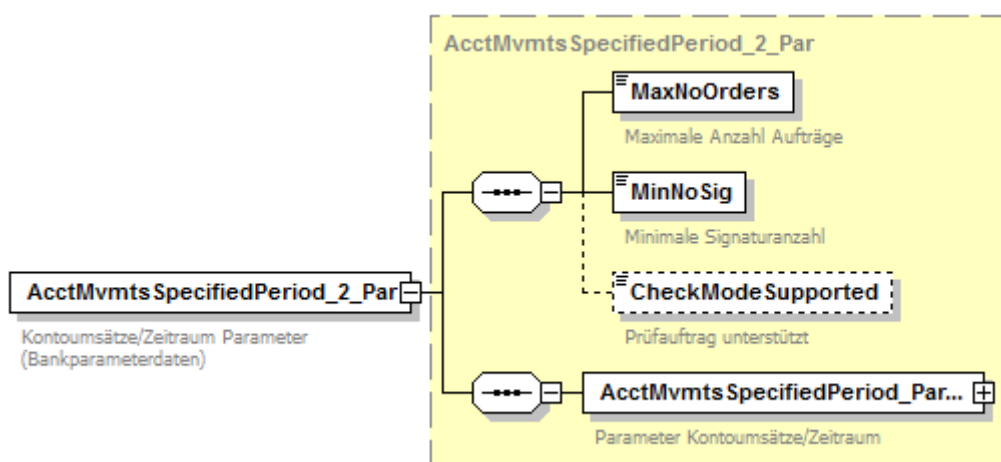 AcctMvmtsSpecifiedPeriod_2_Par
MaxNoOrders
Maximale Anzahl Aufträge
MinNoSig
Minimale Signaturanzahl
AcctMvmtsSpecifiedPeriod_2_Par
Kontoumsätze/Zeitraum Parameter
(Bankparameterdaten)
CheckModeSupported
Prüfauftrag unterstützt
AcctMvmtsSpecifiedPeriod_Par...
Parameter Kontoumsätze/Zeitraum